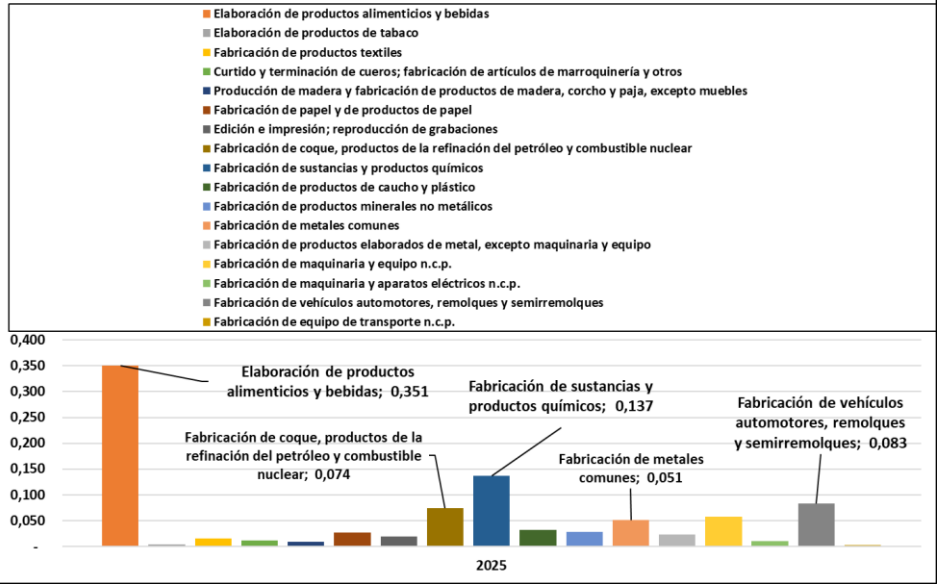 Elaboración de productos alimenticios y bebidas
Elaboración de productos de tabaco
Fabricación de productos textiles
Curtido y terminación de cueros; fabricación de artículos de marroquinería y otros
Producción de madera y fabricación de productos de madera, corcho y paja, excepto muebles
Fabricación de papel y de productos de papel
Edición e impresión; reproducción de grabaciones
Fabricación de coque, productos de la refinación del petróleo y combustible nuclear
Fabricación de sustancias y productos químicos
Fabricación de productos de caucho y plástico
Fabricación de productos minerales no metálicos
Fabricación de metales comunes
Fabricación de productos elaborados de metal, excepto maquinaria y equipo
Fabricación de maquinaria y equipo n.c.p.
Fabricación de maquinaria y aparatos eléctricos n.c.p.
Fabricación de vehículos automotores, remolques y semirremolques
Fabricación de equipo de transporte n.c.p.
0,400
0,350
0,300
0,250
0,200
0,150
0,100
0,050
-
Elaboración de productos
alimenticios y bebidas; 0,351
Fabricación de coque, productos de la
refinación del petróleo y combustible
nuclear; 0,074
Fabricación de sustancias y
productos químicos; 0,137
Fabricación de metales
comunes; 0,051
Fabricación de vehículos
automotores, remolques
y semirremolques; 0,083
2025